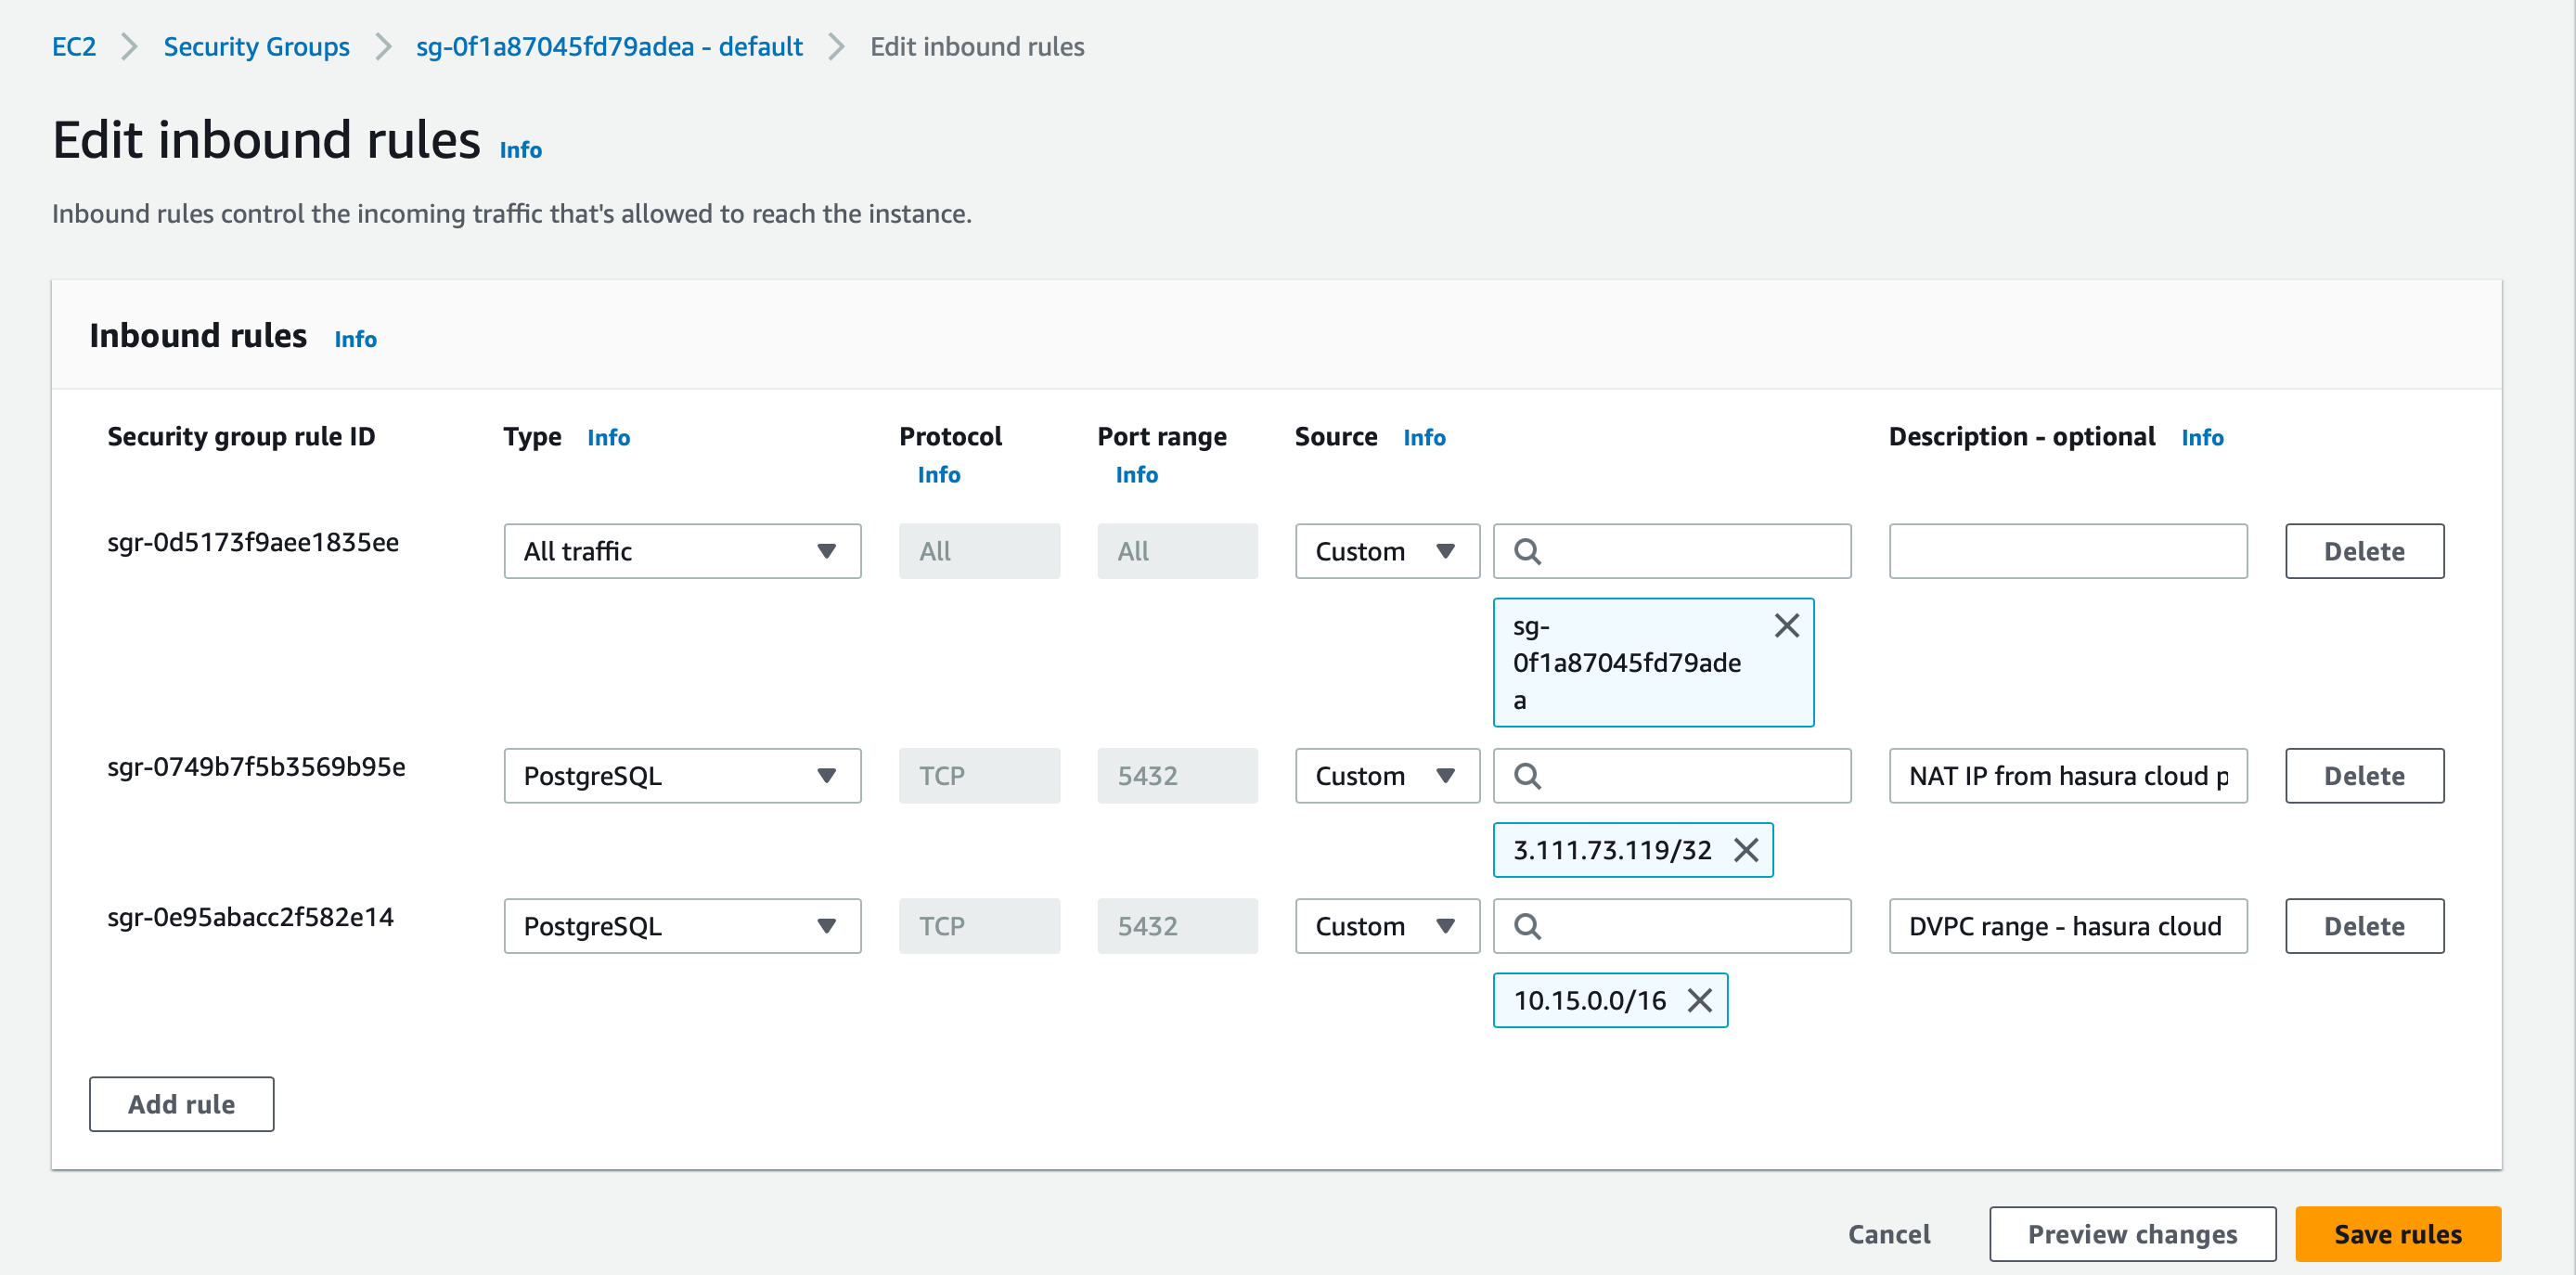 EC2 Security Groups sg-0f1a87045fd79adea - default Edit inbound rules
Edit inbound rules Info
Inbound rules control the incoming traffic that's allowed to reach the instance.
Inbound rules Info
Security group rule ID Type Info Protocol Info Port range Info Source Info Description - optional Info
sgr-0d5173f9aee1835ee All traffic All All Custom Delete
sg-
0f1a87045fd79ade
a
sgr-0749b7f5b3569b95e PostgreSQL TCP 5432 Custom NAT IP from hasura cloud p Delete
3.111.73.119/32
sgr-0e95abacc2f582e14 PostgreSQL TCP 5432 Custom DVPC range - hasura cloud Delete
10.15.0.0/16
Add rule
Cancel Preview changes Save rules